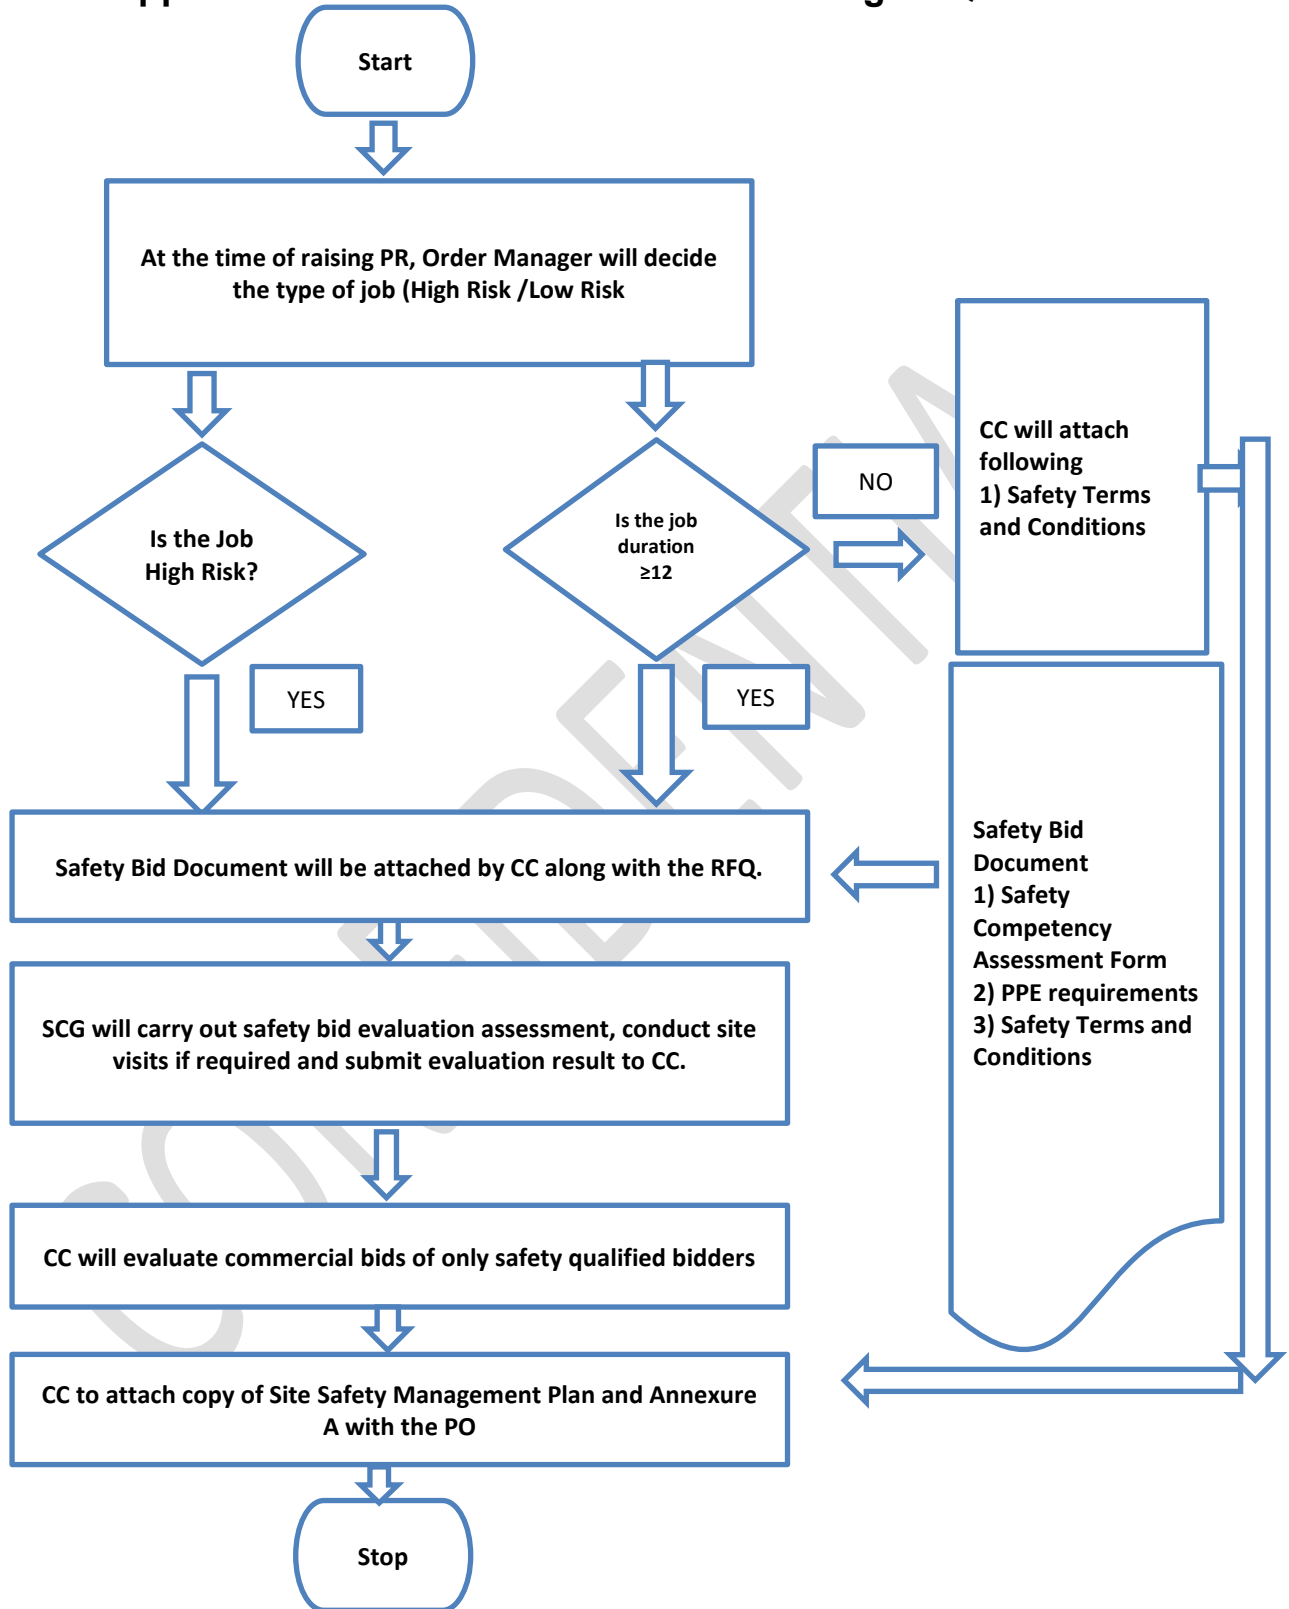 Start
At the time of raising PR, Order Manager will decide
the type of job (High Risk /Low Risk
Is the Job
High Risk?
Is the job
duration
≥12
NO
CC will attach
following
1) Safety Terms
and Conditions
YES
YES
Safety Bid Document will be attached by CC along with the RFQ.
Safety Bid
Document
1) Safety
Competency
Assessment Form
2) PPE requirements
3) Safety Terms and
Conditions
SCG will carry out safety bid evaluation assessment, conduct site
visits if required and submit evaluation result to CC.
CC will evaluate commercial bids of only safety qualified bidders
CC to attach copy of Site Safety Management Plan and Annexure
A with the PO
Stop